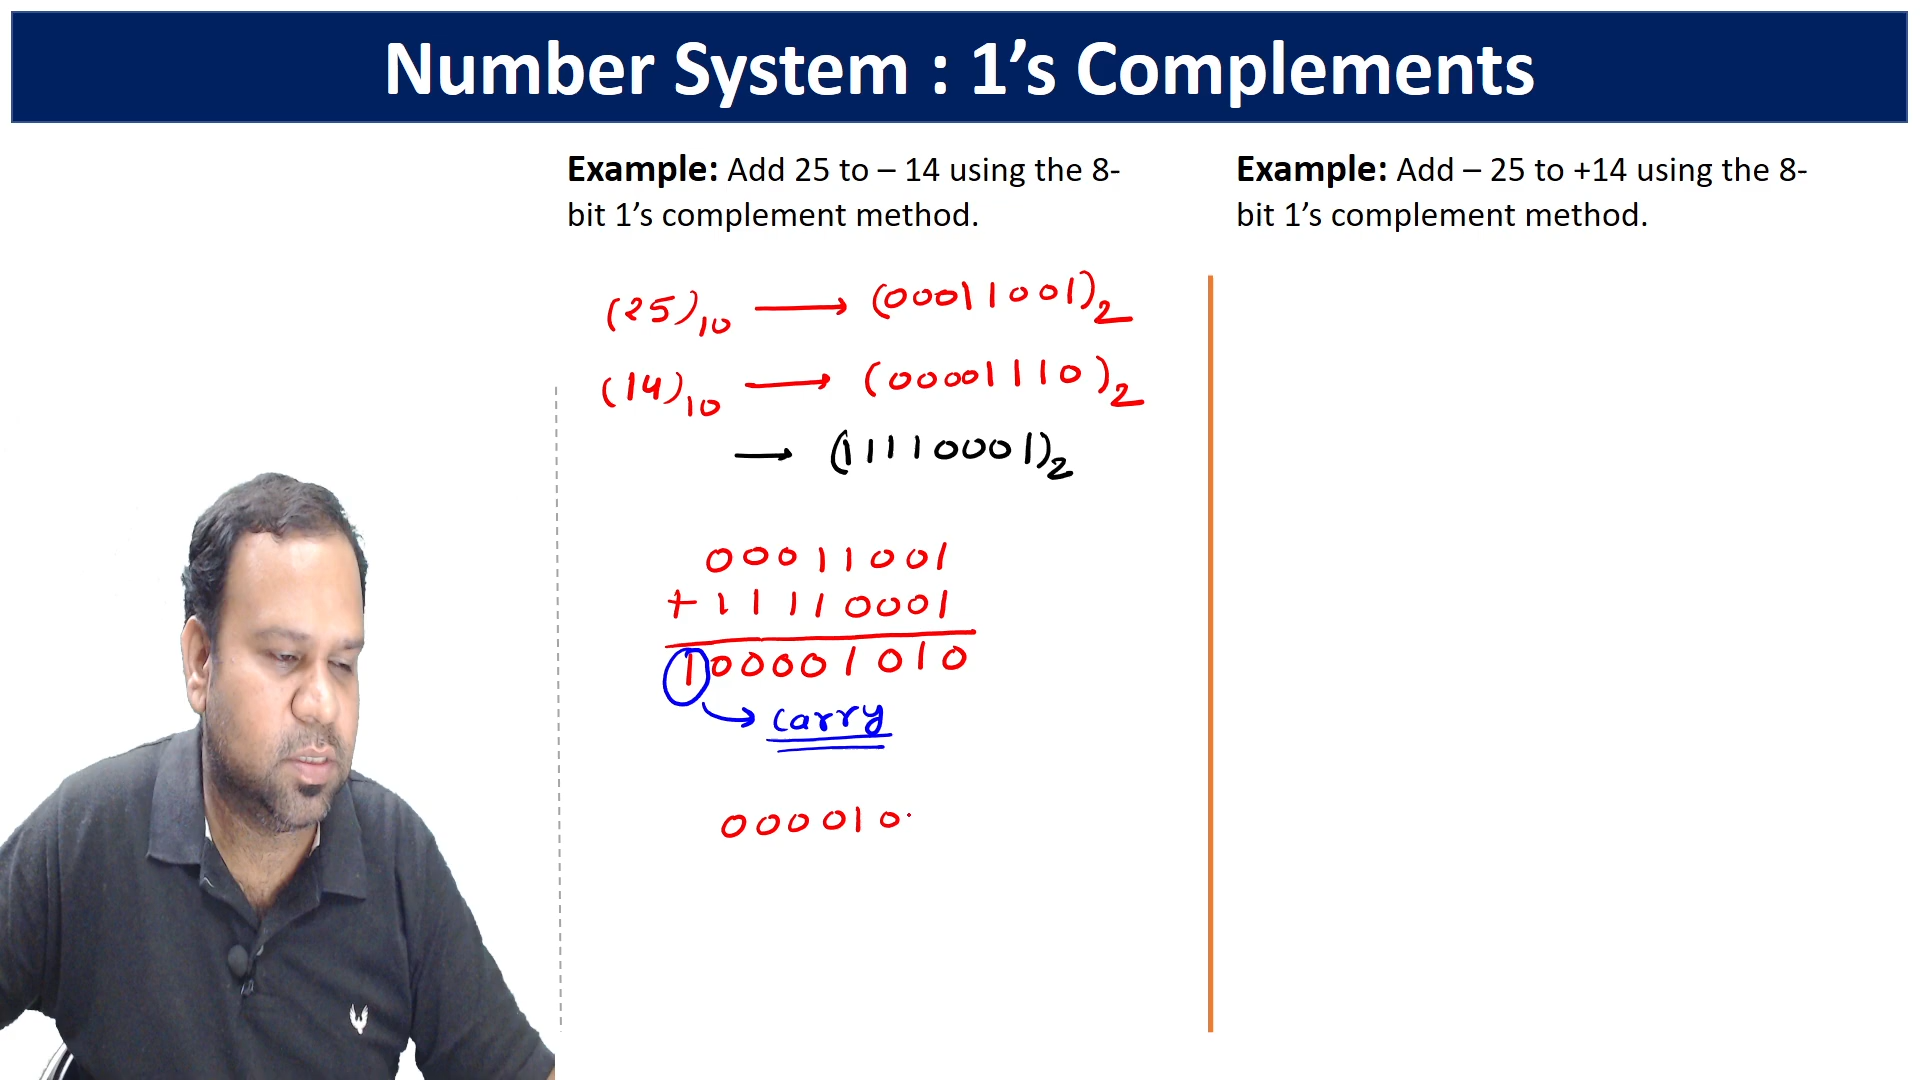 Number System : 1’s Complements
Example: Add 25 to – 14 using the 8-
bit 1’s complement method.
(25)10 → (00011001)2
(14)10 → (00001110)2
→ (11110001)2
00011001
+ 11110001
100001010
→ carry
000010
Example: Add – 25 to +14 using the 8-
bit 1’s complement method.